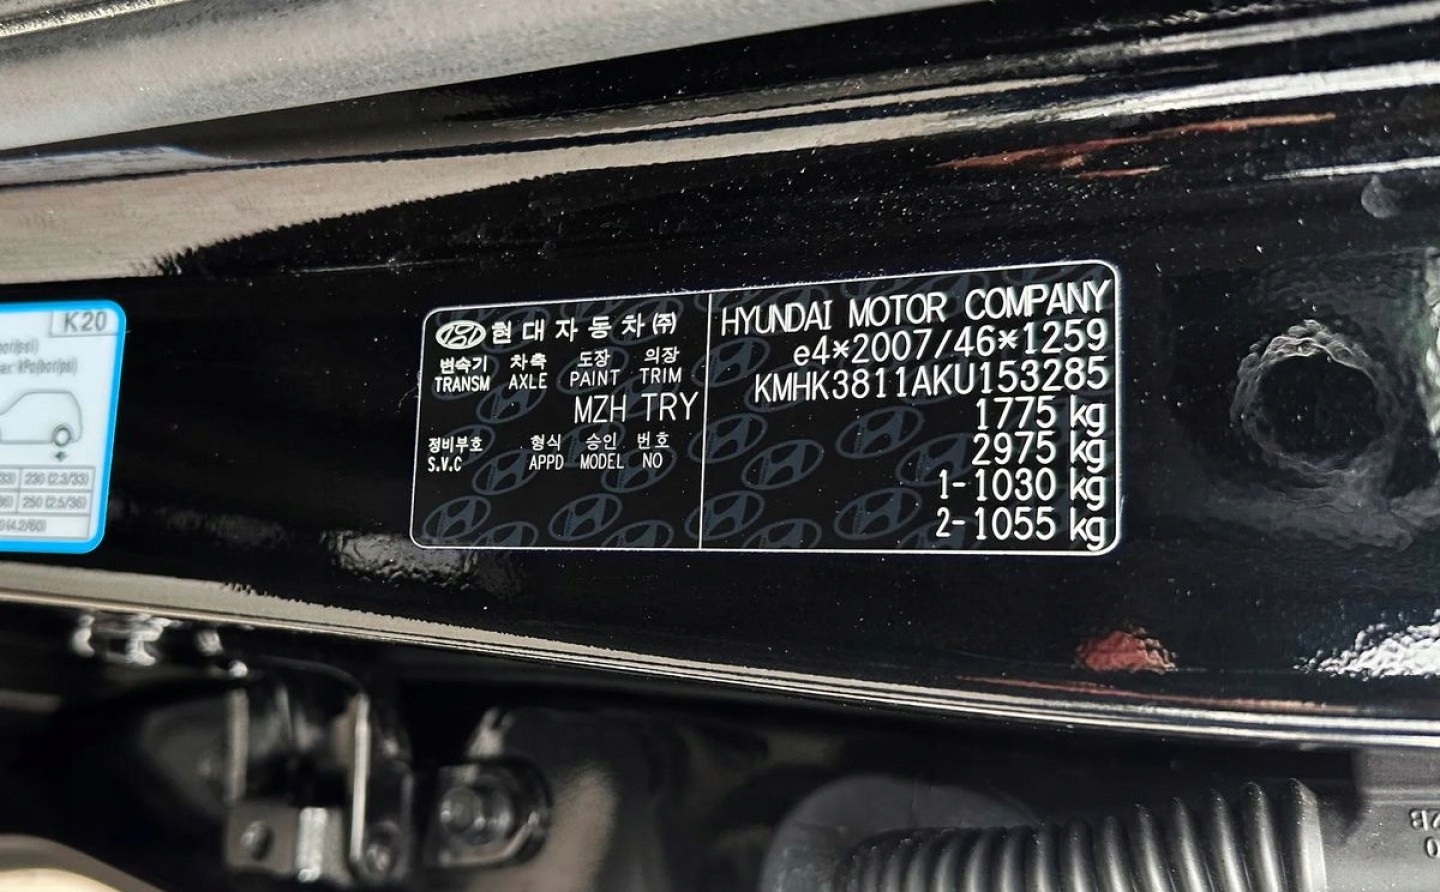 K20
230 (2.3/33)
250 (2.5/36)
현대자동차㈜
변속기 차축 도장 의장
TRANSM AXLE PAINT TRIM
MZH TRY
정비부호 형식 승인 번호
S.V.C APPD MODEL NO
HYUNDAI MOTOR COMPANY
e4*2007/46*1259
KMHK3811AKU153285
1775 kg
2975 kg
1-1030 kg
2-1055 kg